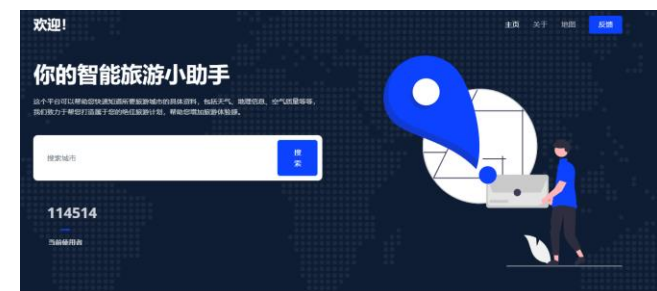 欢迎!
主页 关于 地图 反馈
你的智能旅游小助手
这个平台可以帮助您快速知道所要旅游城市的具体资料，包括天气、地理信息、空气质量等等，
我们致力于帮您打造属于您的绝佳旅游计划，帮助您增加旅游体验感。
搜索城市
搜
索
114514
当前使用者